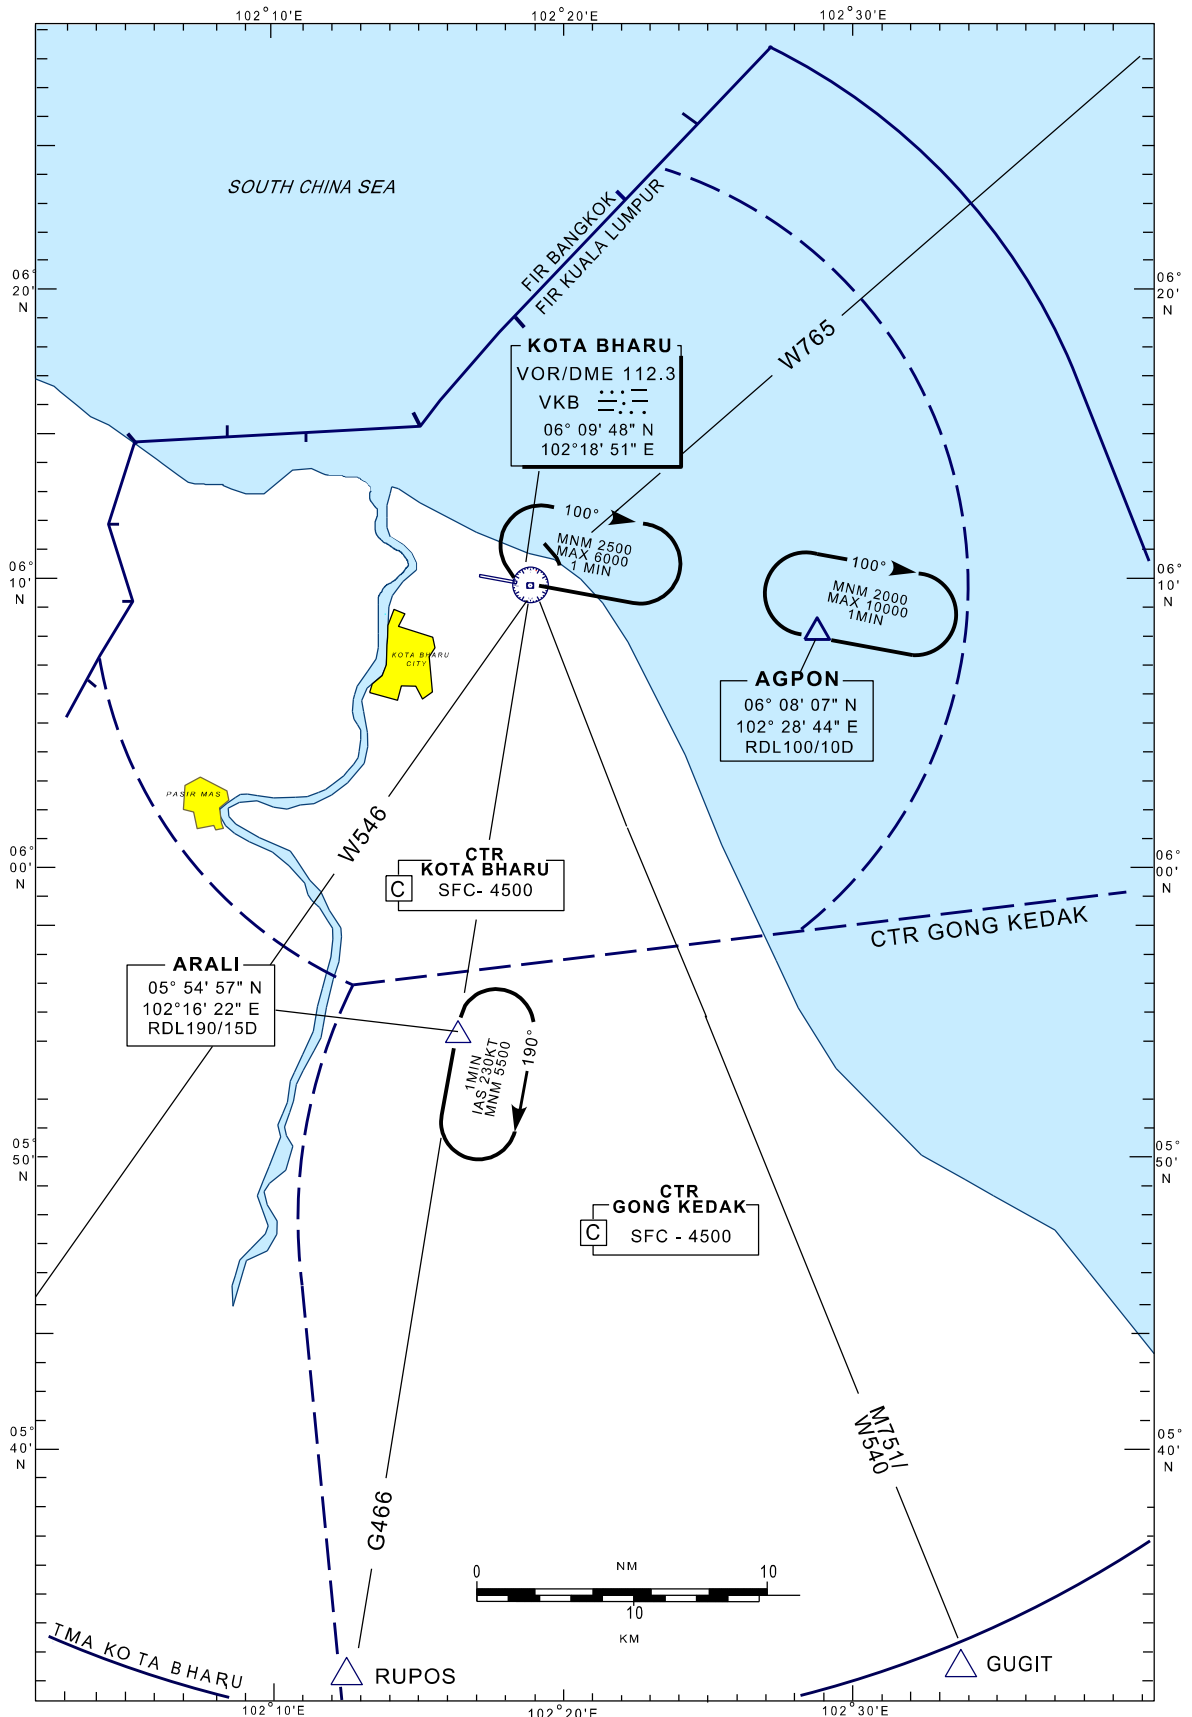 102°10'E
102°20'E
102°30'E
SOUTH CHINA SEA
FIR BANGKOK
FIR KUALA LUMPUR
06°
20'
N
06°
20'
N
W765
KOTA BHARU
VOR/DME 112.3
VKB
06° 09' 48" N
102°18' 51" E
100°
MNM 2500
MAX 6000
1 MIN
06°
10'
N
06°
10'
N
100°
MNM 2000
MAX 10000
1MIN
KOTA BHARU
CITY
AGPON
06° 08' 07" N
102° 28' 44" E
RDL100/10D
PASIR MAS
W546
06°
00'
N
06°
00'
N
CTR
KOTA BHARU
C
SFC- 4500
CTR GONG KEDAK
ARALI
05° 54' 57" N
102°16' 22" E
RDL190/15D
190°
1MIN
IAS 230KT
MNM 5500
05°
50'
N
05°
50'
N
CTR
GONG KEDAK
C
SFC - 4500
M751/
W540
05°
40'
N
05°
40'
N
G466
0
NM
10
10
KM
TMA KOTA BHARU
RUPOS
GUGIT
102°10'E
102°20'E
102°30'E